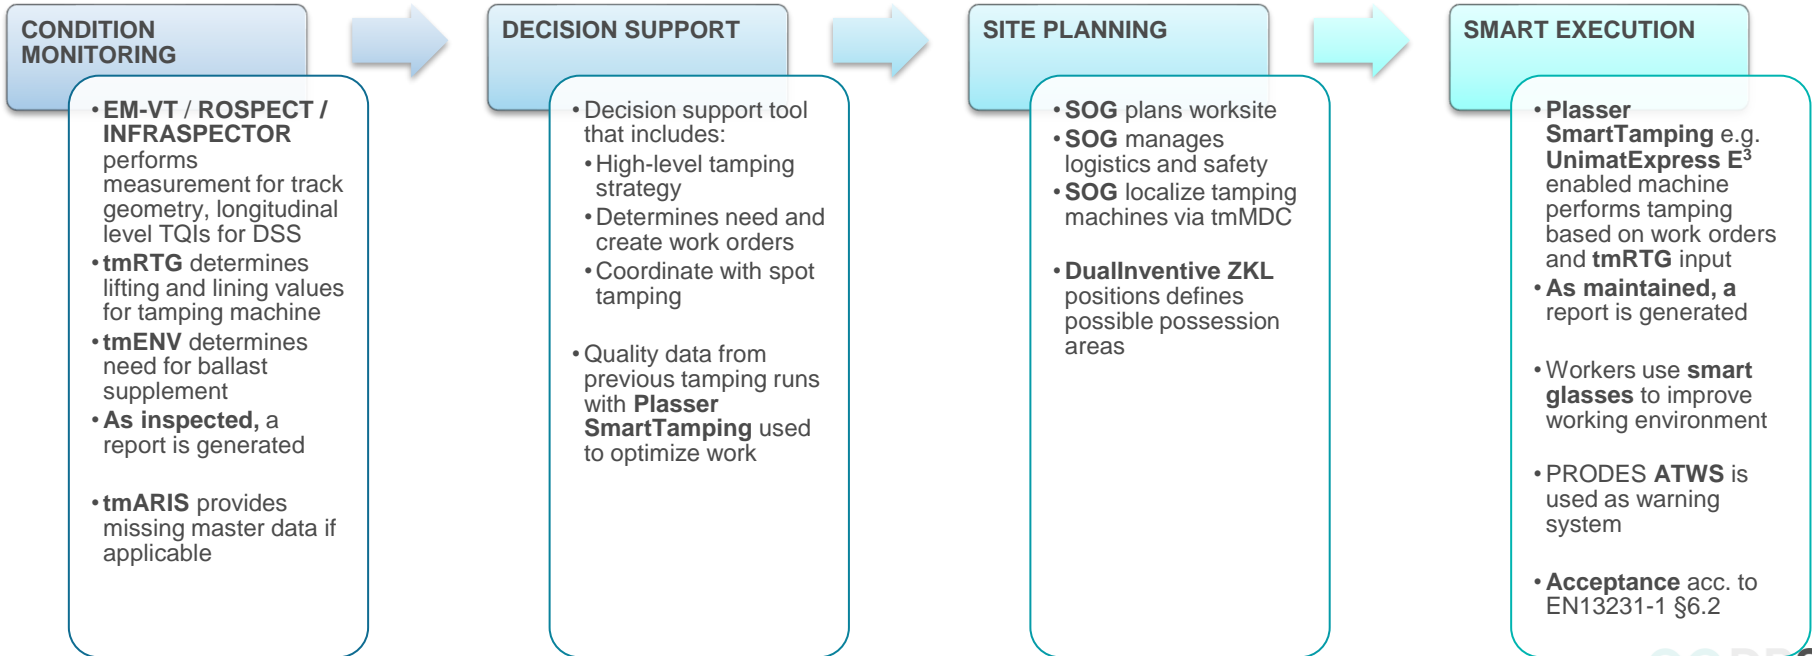 CONDITION
MONITORING
• EM-VT / ROSPECT /
INFRASPECTOR
performs
measurement for track
geometry, longitudinal
level TQIs for DSS
• tmRTG determines
lifting and lining values
for tamping machine
• tmENV determines
need for ballast
supplement
• As inspected, a
report is generated
• tmARIS provides
missing master data if
applicable
DECISION SUPPORT
• Decision support tool
that includes:
• High-level tamping
strategy
• Determines need and
create work orders
• Coordinate with spot
tamping
• Quality data from
previous tamping runs
with Plasser
SmartTamping used
to optimize work
SITE PLANNING
• SOG plans worksite
• SOG manages
logistics and safety
• SOG localize tamping
machines via tmMDC
• DualInventive ZKL
positions defines
possible possession
areas
SMART EXECUTION
• Plasser
SmartTamping e.g.
UnimatExpress E³
enabled machine
performs tamping
based on work orders
and tmRTG input
• As maintained, a
report is generated
• Workers use smart
glasses to improve
working environment
• PRODES ATWS is
used as warning
system
• Acceptance acc. to
EN13231-1 §6.2